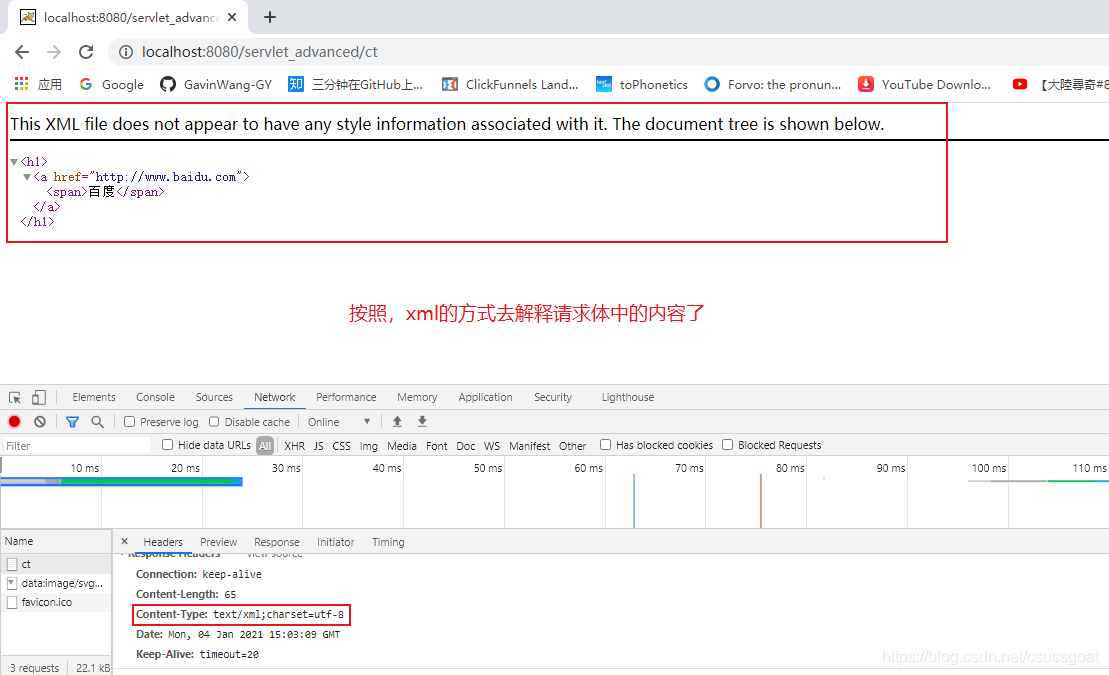 localhost:8080/servlet_advanc
localhost:8080/servlet_advanced/ct
应用 Google GavinWang-GY 知 三分钟在GitHub上... ClickFunnels Land... toPhonetics Forvo: the pronun... YouTube Downlo... 【大陸尋奇#8
This XML file does not appear to have any style information associated with it. The document tree is shown below.
<h1>
<a href="http://www.baidu.com">
<span>百度</span>
</a>
</h1>
按照，xml的方式去解释请求体中的内容了
Elements Console Sources Network Performance Memory Application Security Lighthouse
Preserve log Disable cache Online
Filter Hide data URLs All XHR JS CSS Img Media Font Doc WS Manifest Other Has blocked cookies Blocked Requests
10 ms 20 ms 30 ms 40 ms 50 ms 60 ms 70 ms 80 ms 90 ms 100 ms 110 ms
Name × Headers Preview Response Initiator Timing
Response Headers view source
ct
Connection: keep-alive
data:image/svg...
Content-Length: 65
favicon.ico
Content-Type: text/xml;charset=utf-8
Date: Mon, 04 Jan 2021 15:03:09 GMT
Keep-Alive: timeout=20
3 requests 22.1 kB
https://blog.csdn.net/csucsgoat